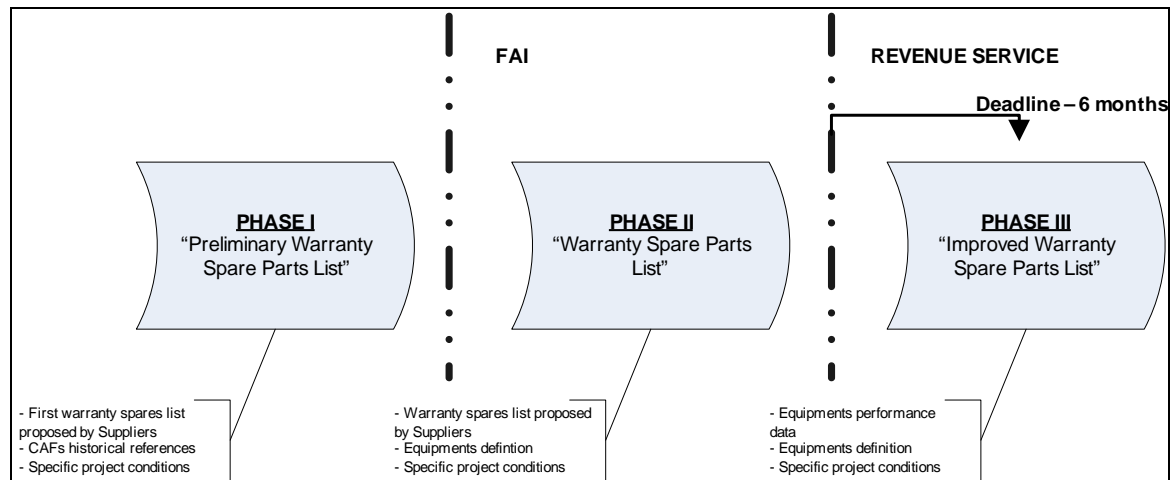 FAI
REVENUE SERVICE
Deadline – 6 months
PHASE I
“Preliminary Warranty
Spare Parts List”
PHASE II
“Warranty Spare Parts
List”
PHASE III
“Improved Warranty
Spare Parts List”
- First warranty spares list
proposed by Suppliers
- CAFs historical references
- Specific project conditions
- Warranty spares list proposed
by Suppliers
- Equipments defintion
- Specific project conditions
- Equipments performance
data
- Equipments definition
- Specific project conditions